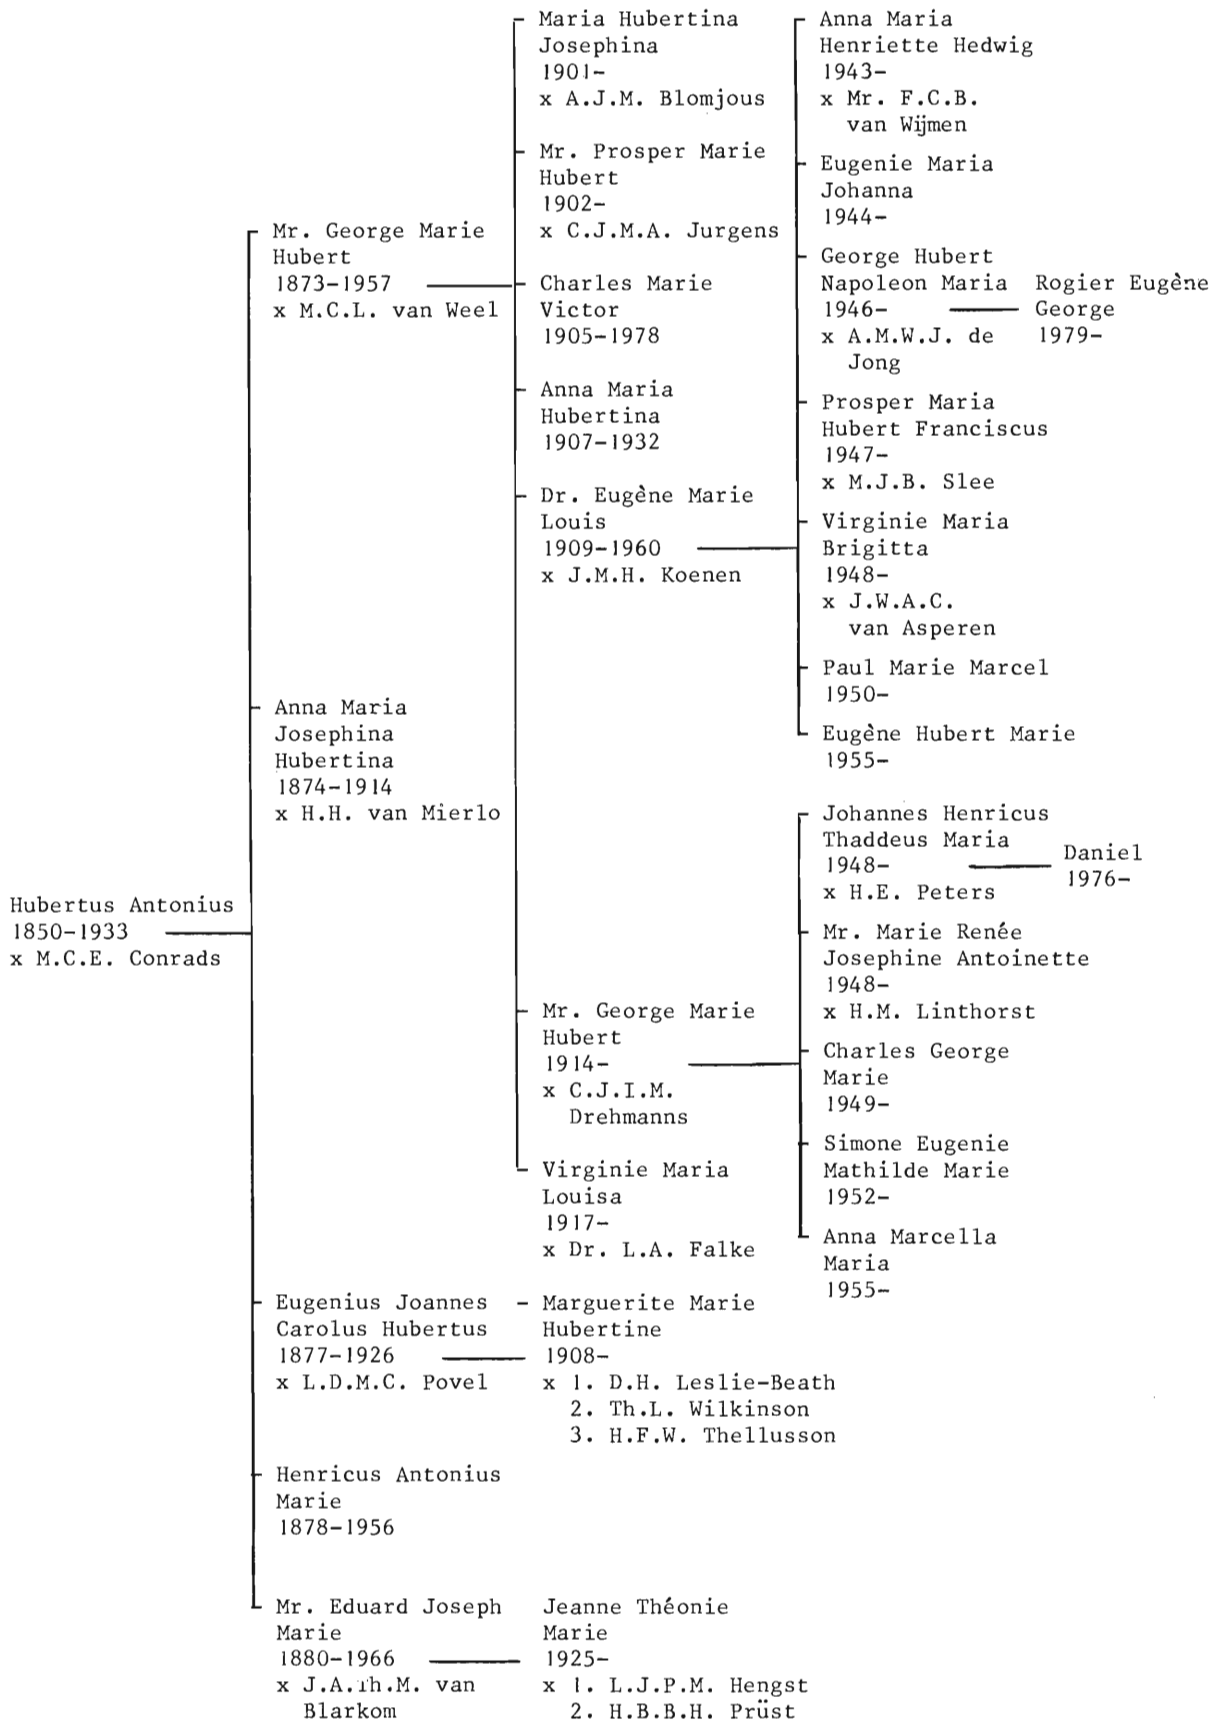 Hubertus Antonius
1850-1933
x M.C.E. Conrads
Mr. George Marie
Hubert
1873-1957
x M.C.L. van Weel
Anna Maria
Josephina
Hubertina
1874-1914
x H.H. van Mierlo
Eugenius Joannes
Carolus Hubertus
1877-1926
x L.D.M.C. Povel
Henricus Antonius
Marie
1878-1956
Mr. Eduard Joseph
Marie
1880-1966
x J.A.Th.M. van
Blarkom
Maria Hubertina
Josephina
1901-
x A.J.M. Blomjous
Mr. Prosper Marie
Hubert
1902-
x C.J.M.A. Jurgens
Charles Marie
Victor
1905-1978
Anna Maria
Hubertina
1907-1932
Dr. Eugène Marie
Louis
1909-1960
x J.M.H. Koenen
Mr. George Marie
Hubert
1914-
x C.J.I.M.
Drehmanns
Virginie Maria
Louisa
1917-
x Dr. L.A. Falke
Marguerite Marie
Hubertine
1908-
x 1. D.H. Leslie-Beath
2. Th.L. Wilkinson
3. H.F.W. Thellusson
Jeanne Théonie
Marie
1925-
x 1. L.J.P.M. Hengst
2. H.B.B.H. Prüst
Anna Maria
Henriette Hedwig
1943-
x Mr. F.C.B.
van Wijmen
Eugenie Maria
Johanna
1944-
George Hubert
Napoleon Maria
1946-
x A.M.W.J. de
Jong
Prosper Maria
Hubert Franciscus
1947-
x M.J.B. Slee
Virginie Maria
Brigitta
1948-
x J.W.A.C.
van Asperen
Paul Marie Marcel
1950-
Eugène Hubert Marie
1955-
Johannes Henricus
Thaddeus Maria
1948-
x H.E. Peters
Mr. Marie Renée
Josephine Antoinette
1948-
x H.M. Linthorst
Charles George
Marie
1949-
Simone Eugenie
Mathilde Marie
1952-
Anna Marcella
Maria
1955-
Rogier Eugène
George
1979-
Daniel
1976-